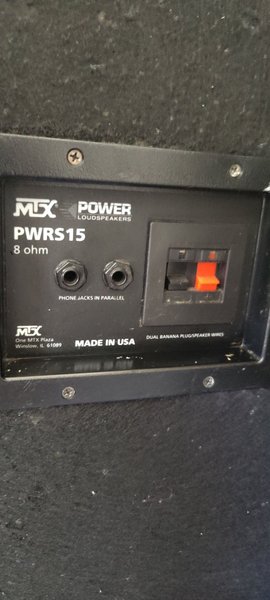 MTX POWER
LOUDSPEAKERS
PWRS15
8 ohm
PHONE JACKS IN PARALLEL
DUAL BANANA PLUG/SPEAKER WIRES
MTX
One MTX Plaza
Winslow, IL 61089
MADE IN USA